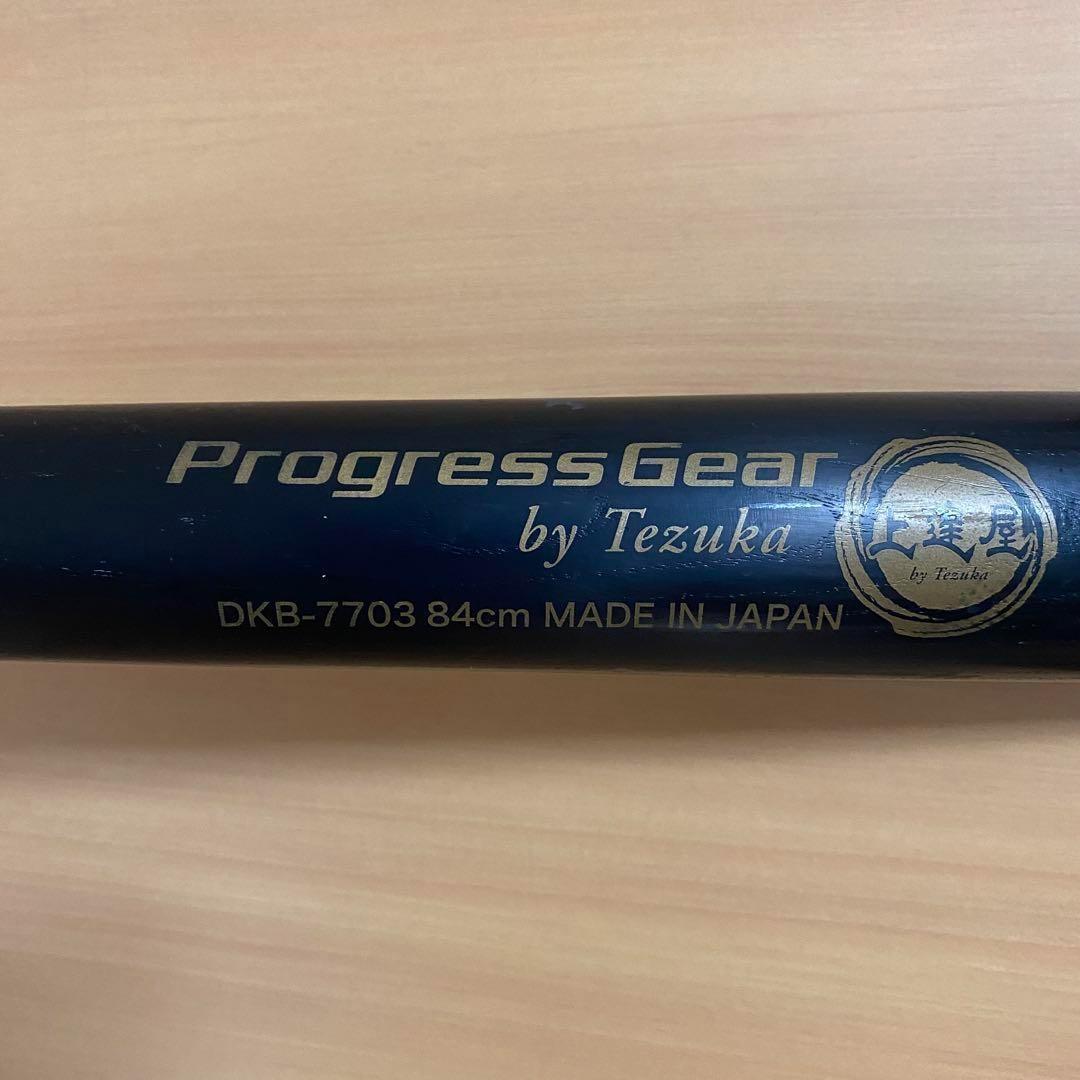 Progress Gear
by Tezuka
DKB-7703 84cm MADE IN JAPAN
上達屋
by Tezuka